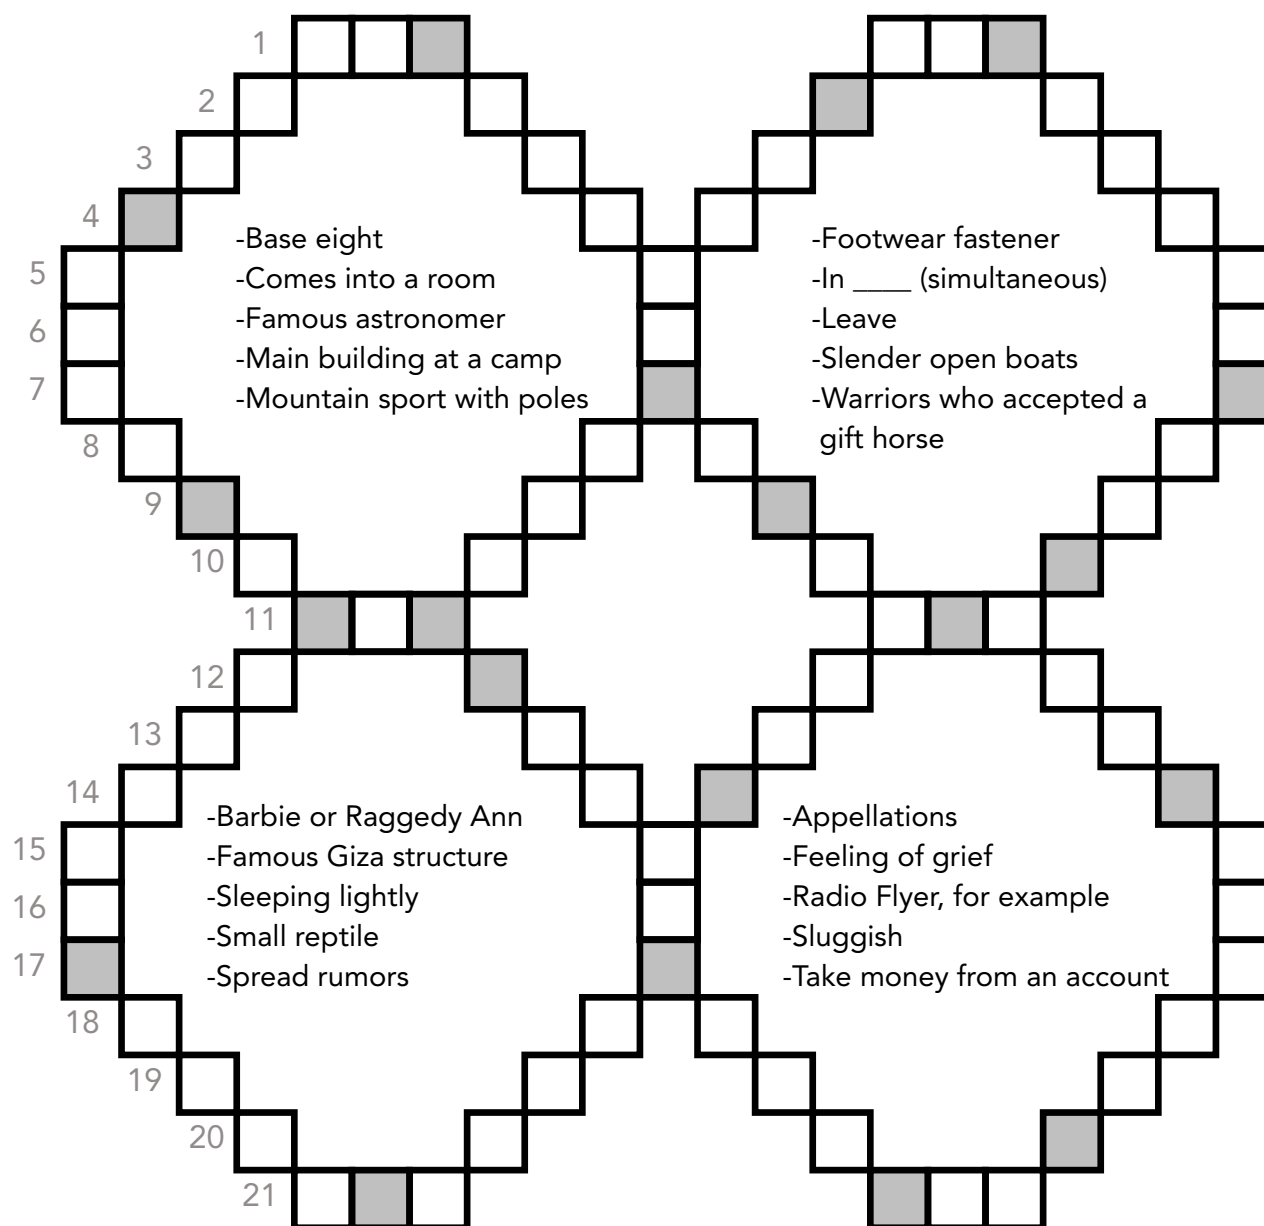 1
2
3
4
5
6
7
8
9
10
11
12
13
14
15
16
17
18
19
20
21
-Base eight
-Comes into a room
-Famous astronomer
-Main building at a camp
-Mountain sport with poles
-Footwear fastener
-In ____ (simultaneous)
-Leave
-Slender open boats
-Warriors who accepted a
gift horse
-Barbie or Raggedy Ann
-Famous Giza structure
-Sleeping lightly
-Small reptile
-Spread rumors
-Appellations
-Feeling of grief
-Radio Flyer, for example
-Sluggish
-Take money from an account